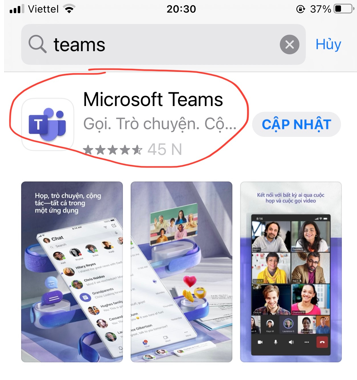 Viettel
20:30
37%
teams
Hủy
Microsoft Teams
Gọi. Trò chuyện. Cộ...
45 N
CẬP NHẬT
Họp, trò chuyện, cộng
tác—tất cả trong
một ứng dụng
Chat
Kết nối với bất kỳ ai qua cuộc
họp và cuộc gọi video